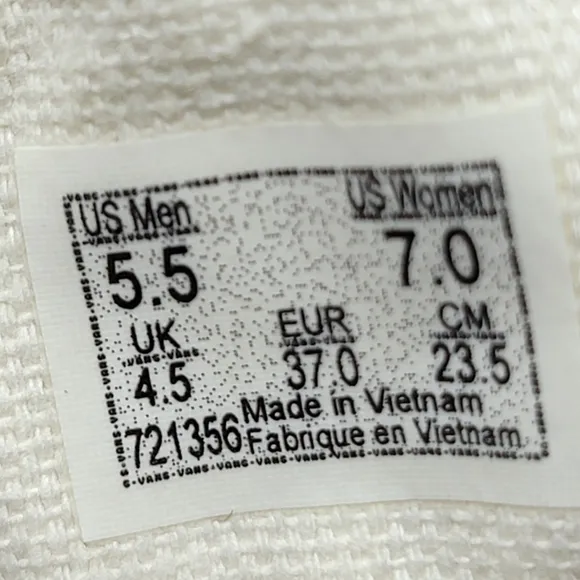 US Men US Women
5.5 7.0
UK EUR CM
4.5 37.0 23.5
Made in Vietnam
721356 Fabrique en Vietnam